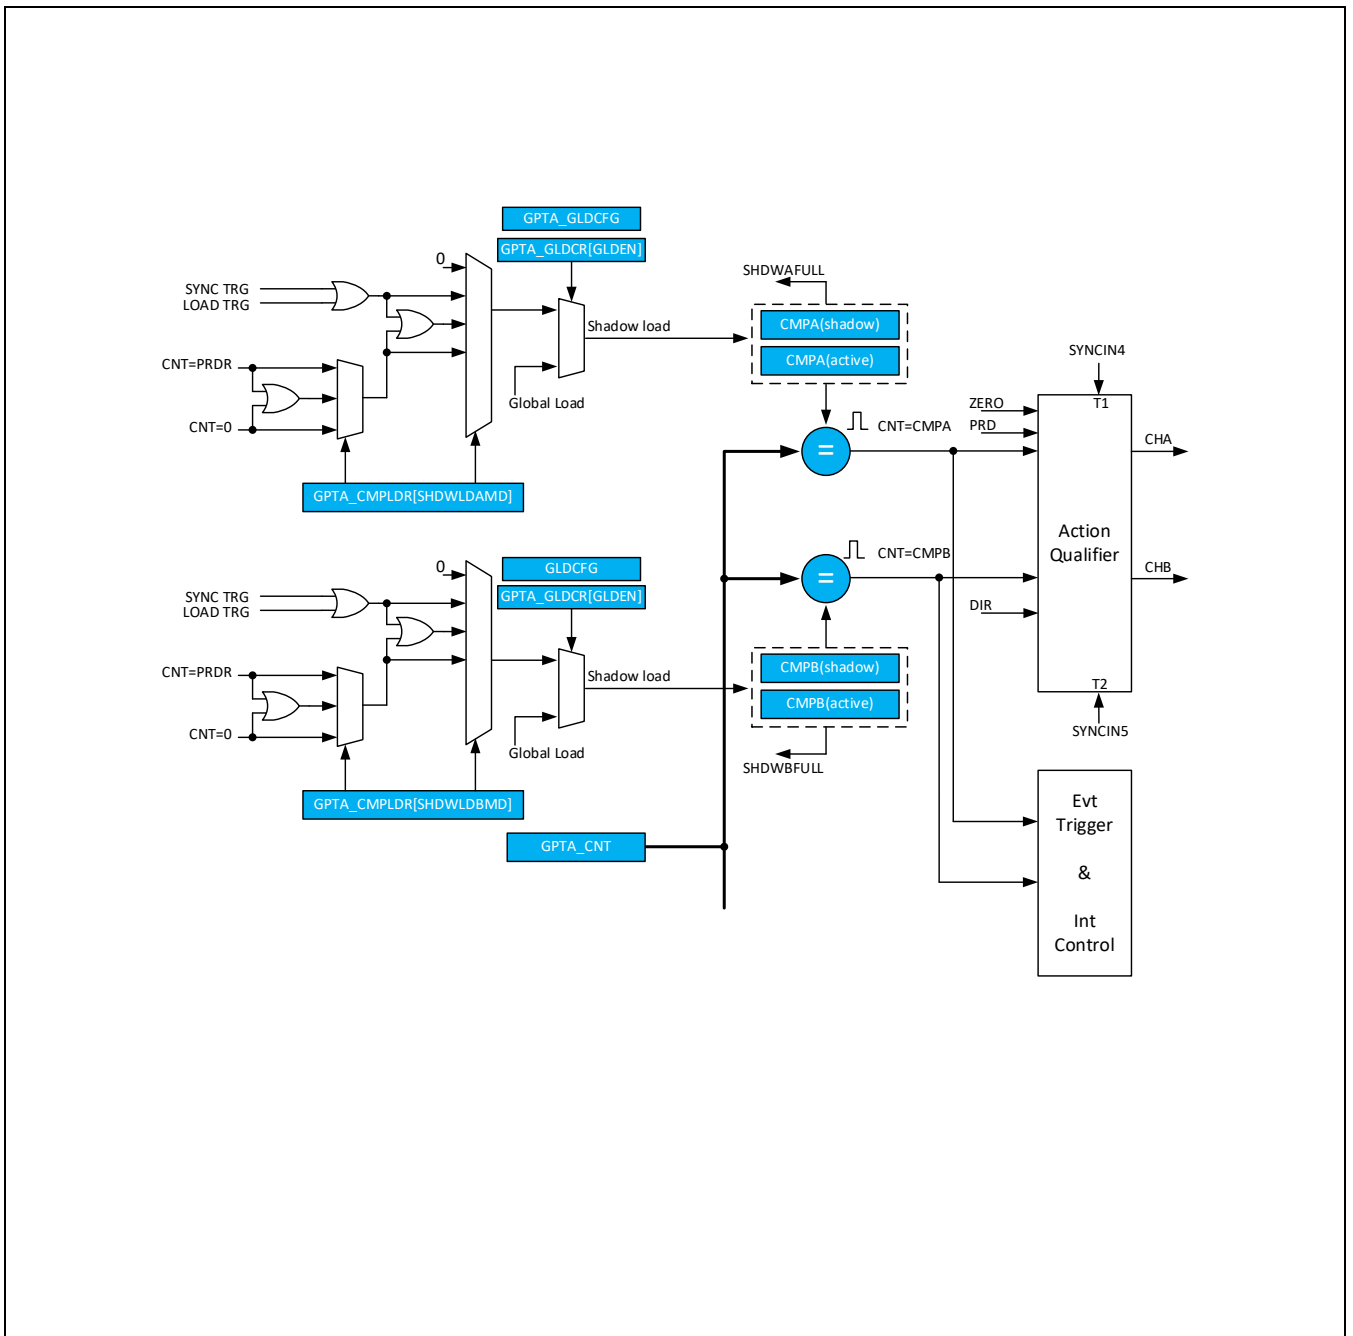 GPTA_GLDCFG
GPTA_GLDCR[GLDEN]
0
SYNC TRG
LOAD TRG
CNT=PRDR
CNT=0
Shadow load
Global Load
GPTA_CMPLDR[SHDWLDAMD]
SHDWAFULL
CMPA(shadow)
CMPA(active)
=
CNT=CMPA
SYNCIN4
T1
ZERO
PRD
CHA
Action
Qualifier
=
CNT=CMPB
DIR
CHB
T2
SYNCIN5
GLDCFG
GPTA_GLDCR[GLDEN]
0
SYNC TRG
LOAD TRG
CNT=PRDR
CNT=0
Shadow load
Global Load
GPTA_CMPLDR[SHDWLDBMD]
CMPB(shadow)
CMPB(active)
SHDWBFULL
GPTA_CNT
Evt
Trigger
&
Int
Control